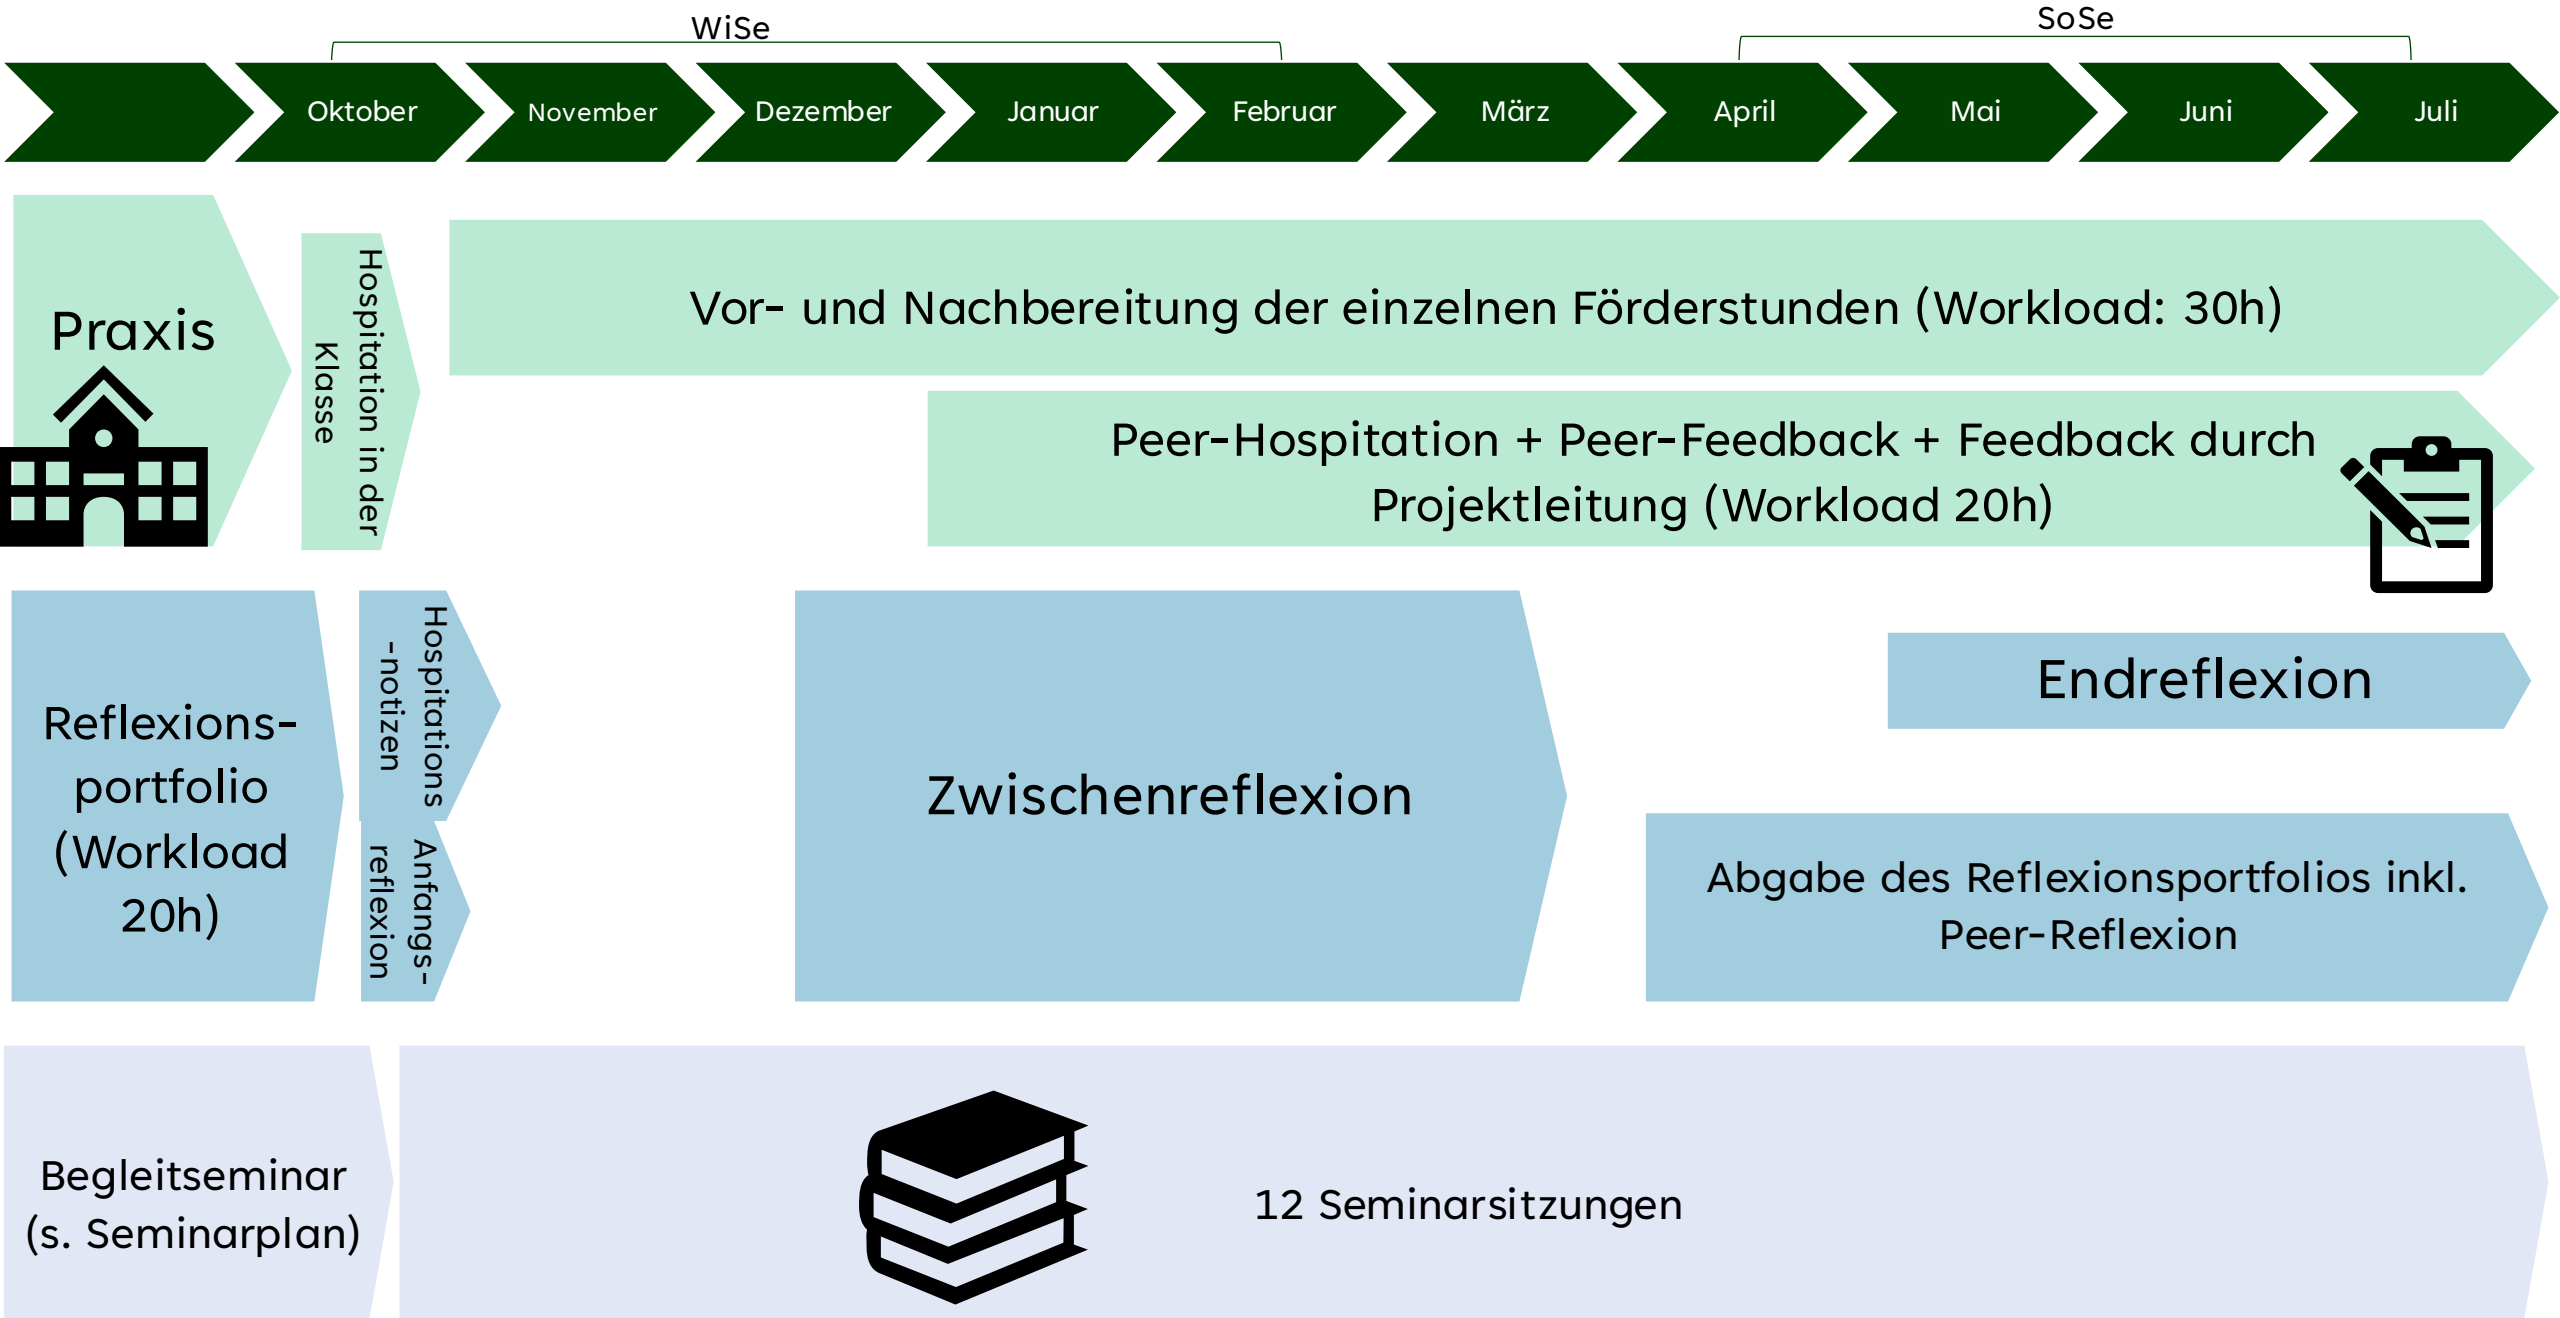 WiSe
SoSe
Oktober
November
Dezember
Januar
Februar
März
April
Mai
Juni
Juli
Praxis
Hospitation in der
Klasse
Vor- und Nachbereitung der einzelnen Förderstunden (Workload: 30h)
Peer-Hospitation + Peer-Feedback + Feedback durch
Projektleitung (Workload 20h)
Reflexions-
portfolio
(Workload
20h)
Hospitations
-notizen
Anfangs-
reflexion
Zwischenreflexion
Endreflexion
Abgabe des Reflexionsportfolios inkl.
Peer-Reflexion
Begleitseminar
(s. Seminarplan)
12 Seminarsitzungen